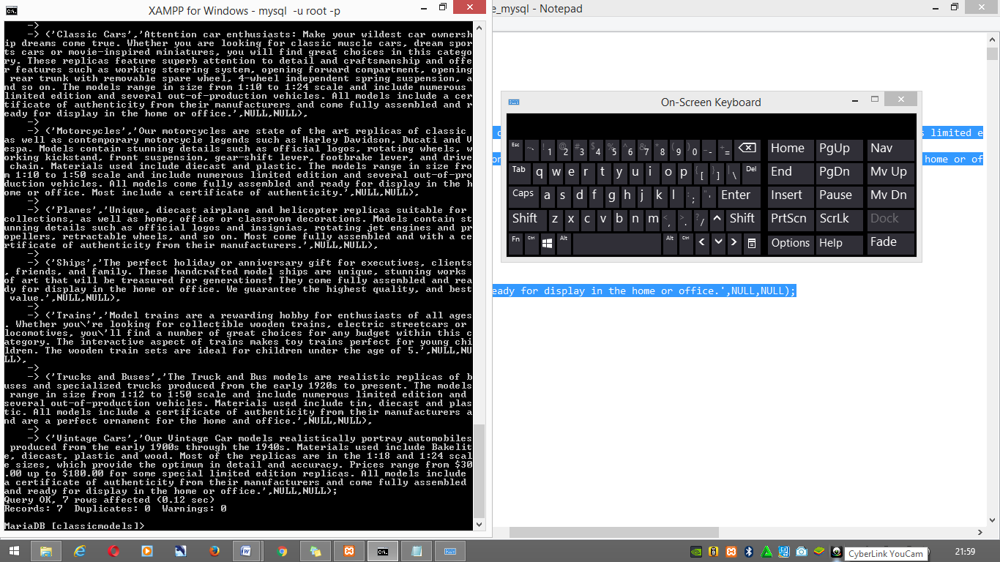 XAMPP for Windows - mysql  -u root -p
->
-> ('Classic Cars','Attention car enthusiasts: Make your wildest car ownersh
ip dreams come true. Whether you are looking for classic muscle cars, dream spor
ts cars or movie-inspired miniatures, you will find great choices in this catego
ry. These replicas feature superb attention to detail and craftsmanship and offe
r features such as working steering system, opening forward compartment, opening
 rear trunk with removable spare wheel, 4-wheel independent spring suspension, a
nd so on. The models range in size from 1:10 to 1:24 scale and include numerous
limited edition and several out-of-production vehicles. All models include a cer
tificate of authenticity from their manufacturers and come fully assembled and r
eady for display in the home or office.',NULL,NULL),
->
-> ('Motorcycles','Our motorcycles are state of the art replicas of classic
 as well as contemporary motorcycle legends such as Harley Davidson, Ducati and V
espa. Models contain stunning details such as official logos, rotating wheels, w
orking kickstand, front suspension, gear-shift lever, footbrake lever, and drive
 chain. Materials used include diecast and plastic. The models range in size fro
m 1:10 to 1:50 scale and include numerous limited edition and several out-of-pro
duction vehicles. All models come fully assembled and ready for display in the h
ome or office. Most include a certificate of authenticity.',NULL,NULL),
->
-> ('Planes','Unique, diecast airplane and helicopter replicas suitable for
collections, as well as home, office or classroom decorations. Models contain st
unning details such as official logos and insignias, rotating jet engines and pr
opellers, retractable wheels, and so on. Most come fully assembled and with a ce
rtificate of authenticity from their manufacturers.',NULL,NULL),
->
-> ('Ships','The perfect holiday or anniversary gift for executives, clients
, friends, and family. These handcrafted model ships are unique, stunning works
of art that will be treasured for generations! They come fully assembled and rea
dy for display in the home or office. We guarantee the highest quality, and best
 value.',NULL,NULL),
->
-> ('Trains','Model trains are a rewarding hobby for enthusiasts of all ages
. Whether you\'re looking for collectible wooden trains, electric streetcars or
locomotives, you\'ll find a number of great choices for any budget within this c
ategory. The interactive aspect of trains makes toy trains perfect for young chi
ldren. The wooden train sets are ideal for children under the age of 5.',NULL,NU
LL),
->
-> ('Trucks and Buses','The Truck and Bus models are realistic replicas of b
uses and specialized trucks produced from the early 1920s to present. The models
 range in size from 1:12 to 1:50 scale and include numerous limited edition and
several out-of-production vehicles. Materials used include tin, diecast and plas
tic. All models include a certificate of authenticity from their manufacturers a
nd are a perfect ornament for the home and office.',NULL,NULL),
->
-> ('Vintage Cars','Our Vintage Car models realistically portray automobiles
 produced from the early 1900s through the 1940s. Materials used include Bakelit
e, diecast, plastic and wood. Most of the replicas are in the 1:18 and 1:24 scal
e sizes, which provide the optimum in detail and accuracy. Prices range from $30
.00 up to $180.00 for some special limited edition replicas. All models include
a certificate of authenticity from their manufacturers and come fully assembled
and ready for display in the home or office.',NULL,NULL);
Query OK, 7 rows affected (0.12 sec)
Records: 7  Duplicates: 0  Warnings: 0
MariaDB [classicmodels]>
e_mysql - Notepad
limited e
home or of
eady for display in the home or office.',NULL,NULL);
On-Screen Keyboard
Esc ~ ` ! 1 @ 2 # 3 $ 4 % 5 ^ 6 & 7 * 8 ( 9 ) 0 _ - + = Home PgUp Nav
Tab q w e r t y u i o p { [ } ] | \ Del End PgDn Mv Up
Caps a s d f g h j k l : ; " ' Enter Insert Pause Mv Dn
Shift z x c v b n m < , > . ? / Shift PrtScn ScrLk Dock
Fn Ctrl Alt Alt Ctrl Options Help Fade
CyberLink YouCam
21:59